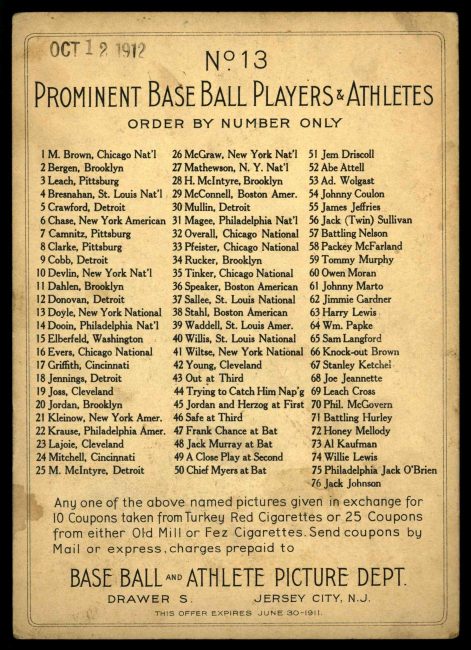 OCT 12 1912
No 13
PROMINENT BASE BALL PLAYERS & ATHLETES
ORDER BY NUMBER ONLY
1 M. Brown, Chicago Nat'l
2 Bergen, Brooklyn
3 Leach, Pittsburg
4 Bresnahan, St. Louis Nat'l
5 Crawford, Detroit
6 Chase, New York American
7 Camnitz, Pittsburg
8 Clarke, Pittsburg
9 Cobb, Detroit
10 Devlin, New York Nat'l
11 Dahlen, Brooklyn
12 Donovan, Detroit
13 Doyle, New York National
14 Dooin, Philadelphia Nat'l
15 Elberfeld, Washington
16 Evers, Chicago National
17 Griffith, Cincinnati
18 Jennings, Detroit
19 Joss, Cleveland
20 Jordan, Brooklyn
21 Kleinow, New York Amer.
22 Krause, Philadelphia Amer.
23 Lajoie, Cleveland
24 Mitchell, Cincinnati
25 M. McIntyre, Detroit
26 McGraw, New York Nat'l
27 Mathewson, N. Y. Nat'l
28 H. McIntyre, Brooklyn
29 McConnell, Boston Amer.
30 Mullin, Detroit
31 Magee, Philadelphia Nat'l
32 Overall, Chicago National
33 Pfeister, Chicago National
34 Rucker, Brooklyn
35 Tinker, Chicago National
36 Speaker, Boston American
37 Sallee, St. Louis National
38 Stahl, Boston American
39 Waddell, St. Louis Amer.
40 Willis, St. Louis National
41 Wiltse, New York National
42 Young, Cleveland
43 Out at Third
44 Trying to Catch Him Nap'g
45 Jordan and Herzog at First
46 Safe at Third
47 Frank Chance at Bat
48 Jack Murray at Bat
49 A Close Play at Second
50 Chief Myers at Bat
51 Jem Driscoll
52 Abe Attell
53 Ad. Wolgast
54 Johnny Coulon
55 James Jeffries
56 Jack (Twin) Sullivan
57 Battling Nelson
58 Packey McFarland
59 Tommy Murphy
60 Owen Moran
61 Johnny Marto
62 Jimmie Gardner
63 Harry Lewis
64 Wm. Papke
65 Sam Langford
66 Knock-out Brown
67 Stanley Ketchel
68 Joe Jeannette
69 Leach Cross
70 Phil. McGovern
71 Battling Hurley
72 Honey Mellody
73 Al Kaufman
74 Willie Lewis
75 Philadelphia Jack O'Brien
76 Jack Johnson
Any one of the above named pictures given in exchange for
10 Coupons taken from Turkey Red Cigarettes or 25 Coupons
from either Old Mill or Fez Cigarettes. Send coupons by
Mail or express, charges prepaid to
BASE BALL AND ATHLETE PICTURE DEPT.
DRAWER S. JERSEY CITY, N.J.
THIS OFFER EXPIRES JUNE-30-1911.